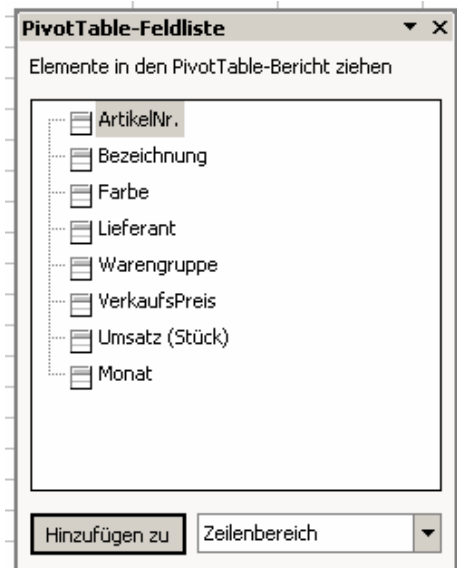 PivotTable-Feldliste
Elemente in den PivotTable-Bericht ziehen
ArtikelNr.
Bezeichnung
Farbe
Lieferant
Warengruppe
VerkaufsPreis
Umsatz (Stück)
Monat
Hinzufügen zu Zeilenbereich